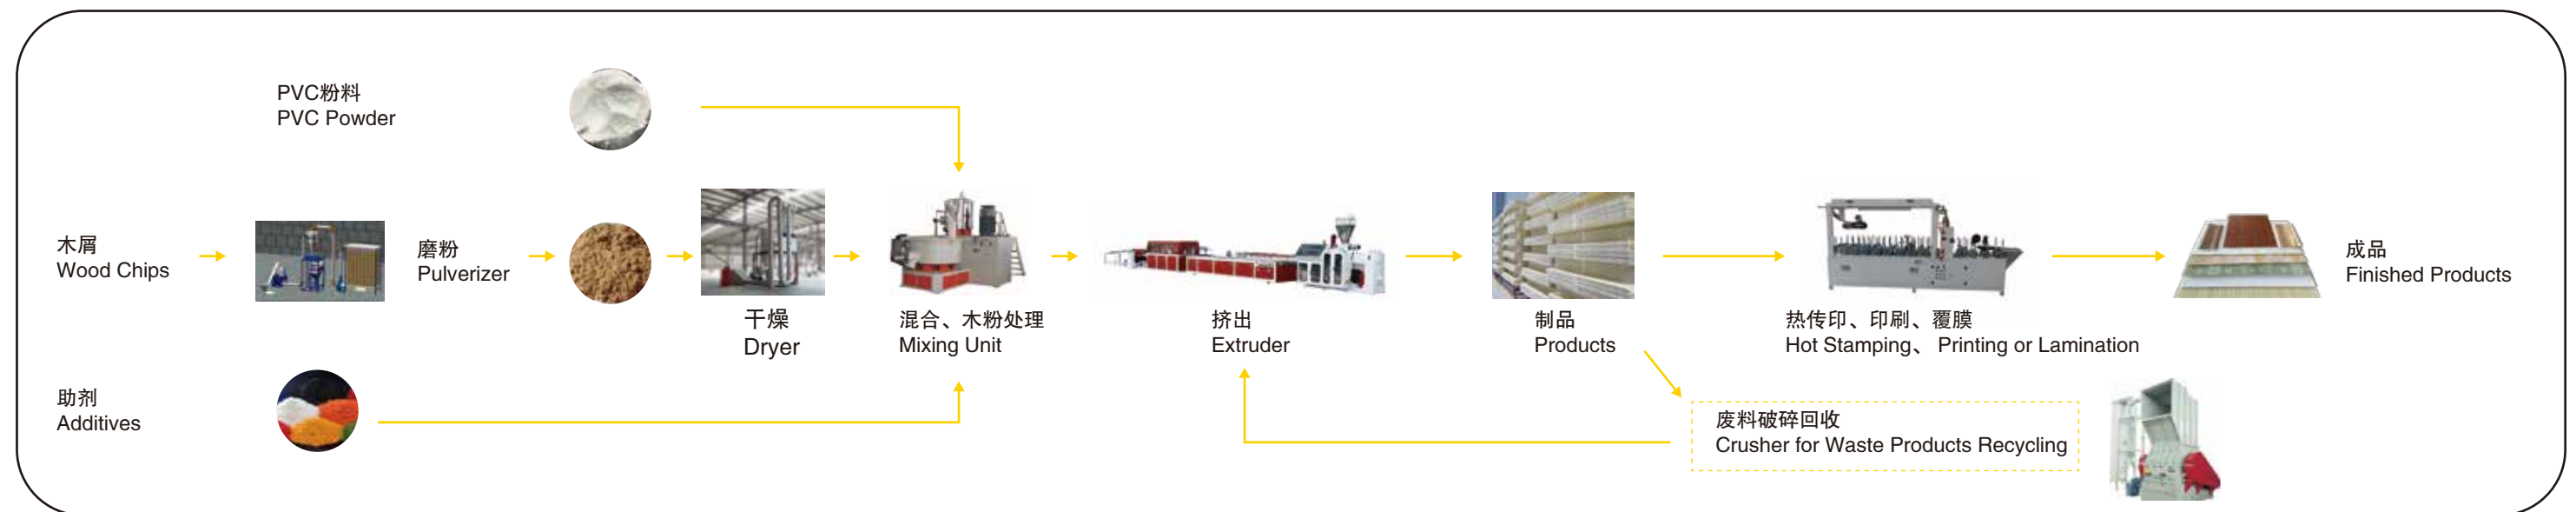 PVC粉料
PVC Powder
木屑
Wood Chips
磨粉
Pulverizer
干燥
Dryer
混合、木粉处理
Mixing Unit
挤出
Extruder
制品
Products
热传印、印刷、覆膜
Hot Stamping、 Printing or Lamination
成品
Finished Products
助剂
Additives
废料破碎回收
Crusher for Waste Products Recycling